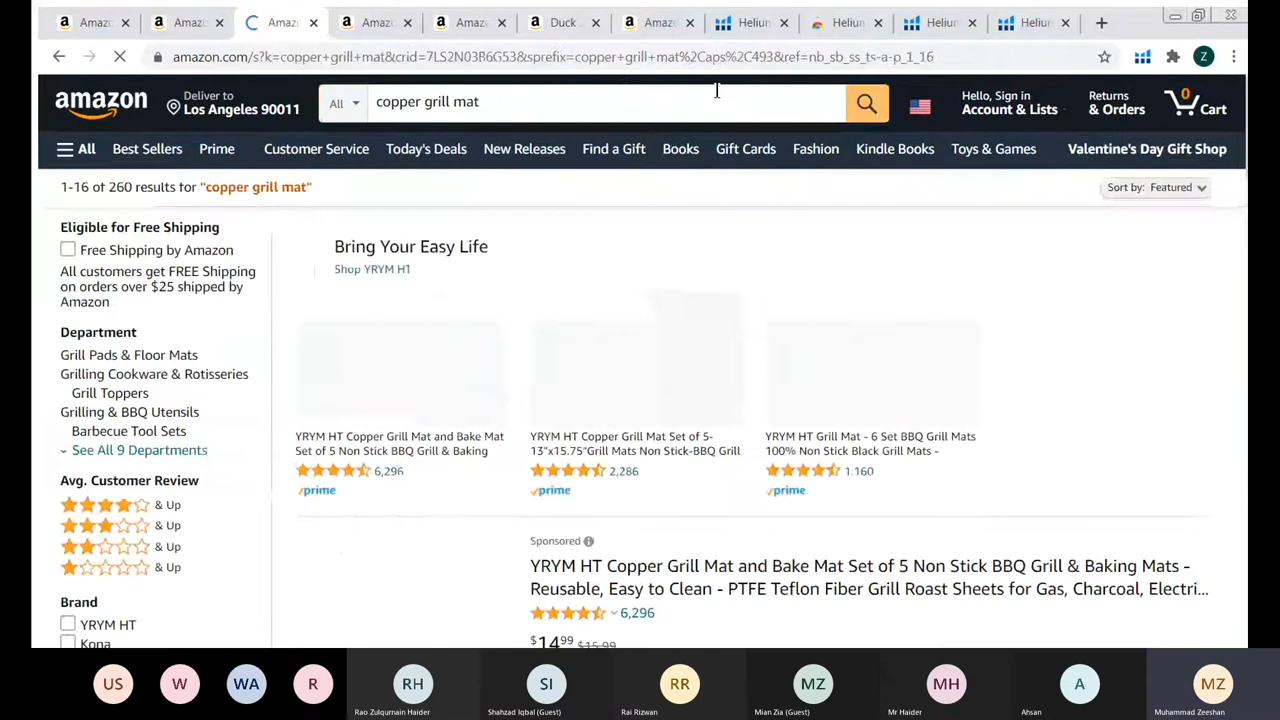 Amaz
Amaz
Amaz
Amaz
Amaz
Duck
Amaz
Helium
Helium
Helium
Helium
amazon.com/s?k=copper+grill+mat&crid=7LS2N03B6G53&sprefix=copper+grill+mat%2Caps%2C493&ref=nb_sb_ss_ts-a-p_1_16
Z
amazon
Deliver to
Los Angeles 90011
All
copper grill mat
Hello, Sign in
Account & Lists
Returns
& Orders
0
Cart
All
Best Sellers
Prime
Customer Service
Today's Deals
New Releases
Find a Gift
Books
Gift Cards
Fashion
Kindle Books
Toys & Games
Valentine's Day Gift Shop
1-16 of 260 results for "copper grill mat"
Sort by: Featured
Eligible for Free Shipping
Free Shipping by Amazon
All customers get FREE Shipping
on orders over $25 shipped by
Amazon
Department
Grill Pads & Floor Mats
Grilling Cookware & Rotisseries
Grill Toppers
Grilling & BBQ Utensils
Barbecue Tool Sets
See All 9 Departments
Avg. Customer Review
& Up
& Up
& Up
& Up
Brand
YRYM HT
Kona
Bring Your Easy Life
Shop YRYM HT
YRYM HT Copper Grill Mat and Bake Mat
Set of 5 Non Stick BBQ Grill & Baking
6,296
prime
YRYM HT Copper Grill Mat Set of 5-
13"x15.75"Grill Mats Non Stick-BBQ Grill
2,286
prime
YRYM HT Grill Mat - 6 Set BBQ Grill Mats
100% Non Stick Black Grill Mats -
1,160
prime
Sponsored
YRYM HT Copper Grill Mat and Bake Mat Set of 5 Non Stick BBQ Grill & Baking Mats -
Reusable, Easy to Clean - PTFE Teflon Fiber Grill Roast Sheets for Gas, Charcoal, Electri...
6,296
$14.99 $15.99
US
W
WA
R
RH
Rao Zulqurnain Haider
SI
Shahzad Iqbal (Guest)
RR
Rai Rizwan
MZ
Mian Zia (Guest)
MH
Mr Haider
A
Ahsan
MZ
Muhammad Zeeshan